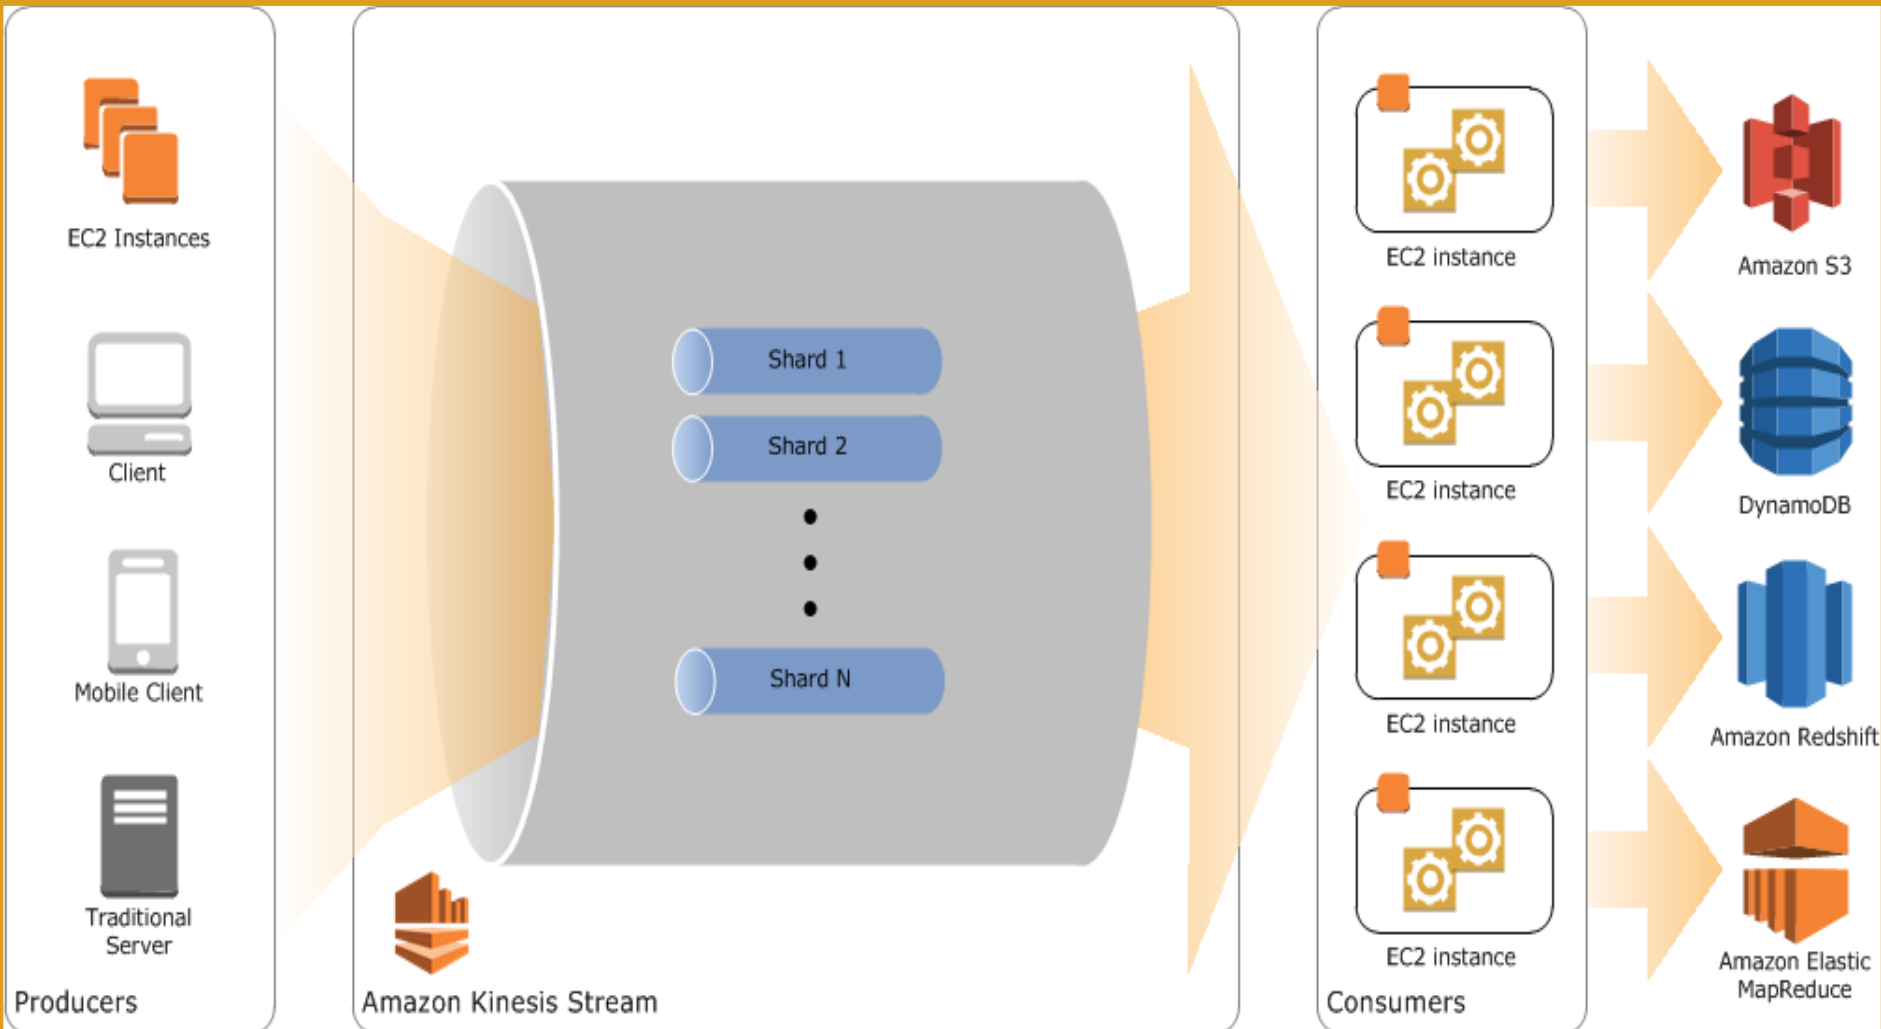 EC2 Instances
Client
Mobile Client
Traditional
Server
Producers
Shard 1
Shard 2
Shard N
Amazon Kinesis Stream
EC2 instance
EC2 instance
EC2 instance
EC2 instance
Consumers
Amazon S3
DynamoDB
Amazon Redshift
Amazon Elastic
MapReduce